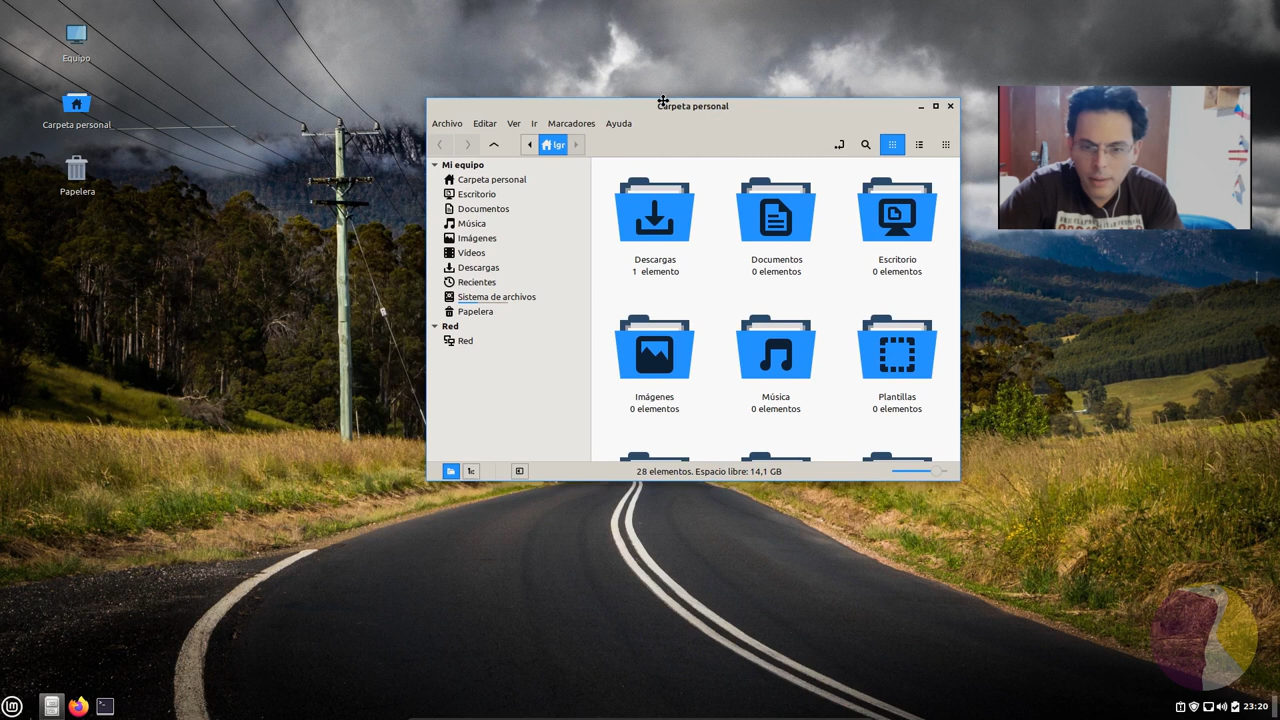 Equipo
Carpeta personal
Papelera
Carpeta personal
Archivo Editar Ver Ir Marcadores Ayuda
lgr
Mi equipo
Carpeta personal
Escritorio
Documentos
Música
Imágenes
Vídeos
Descargas
Recientes
Sistema de archivos
Papelera
Red
Red
Descargas
1 elemento
Documentos
0 elementos
Escritorio
0 elementos
Imágenes
0 elementos
Música
0 elementos
Plantillas
0 elementos
28 elementos. Espacio libre: 14,1 GB
23:20